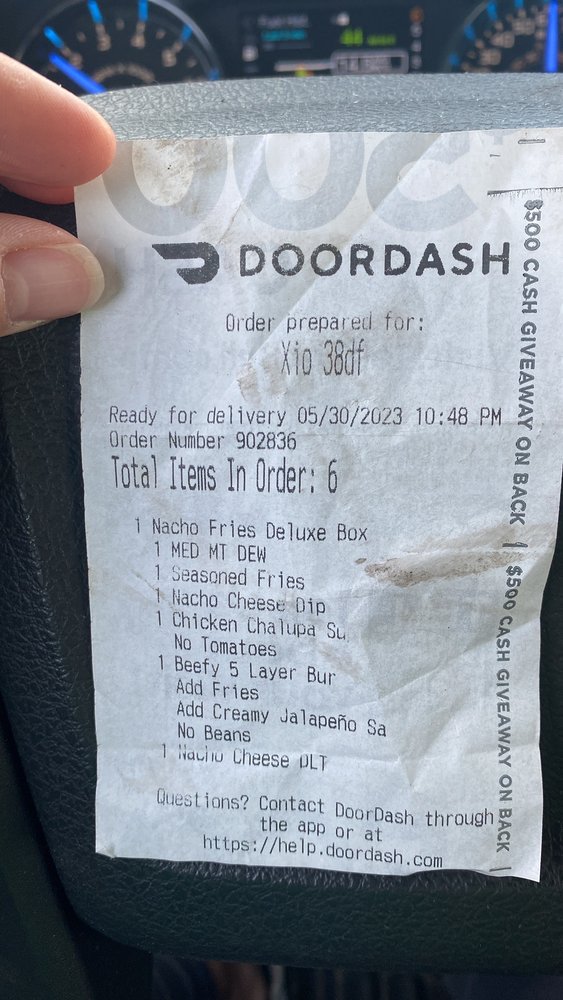 DOORDASH
Order prepared for:
Xio 38df
Ready for delivery 05/30/2023 10:48 PM
Order Number 902836
Total Items In Order: 6
1 Nacho Fries Deluxe Box
1 MED MT DEW
1 Seasoned Fries
1 Nacho Cheese Dip
1 Chicken Chalupa Su
No Tomatoes
1 Beefy 5 Layer Bur
Add Fries
Add Creamy Jalapeño Sa
No Beans
1 Nacho Cheese DLT
Questions? Contact DoorDash through
the app or at
https://help.doordash.com
$500 CASH GIVEAWAY ON BACK | $500 CASH GIVEAWAY ON BACK |